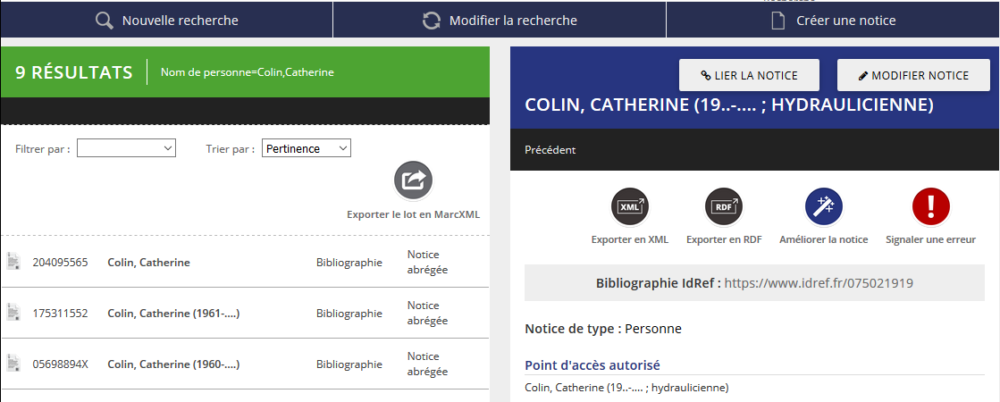 Nouvelle recherche
Modifier la recherche
Créer une notice
9 RÉSULTATS
Nom de personne=Colin,Catherine
Filtrer par :
Trier par :
Pertinence
Exporter le lot en MarcXML
204095565 Colin, Catherine Bibliographie Notice abrégée
175311552 Colin, Catherine (1961-....) Bibliographie Notice abrégée
05698894X Colin, Catherine (1960-....) Bibliographie Notice abrégée
LIER LA NOTICE
MODIFIER NOTICE
COLIN, CATHERINE (19..-.... ; HYDRAULICIENNE)
Précédent
XML
RDF
Exporter en XML
Exporter en RDF
Améliorer la notice
Signaler une erreur
Bibliographie IdRef : https://www.idref.fr/075021919
Notice de type : Personne
Point d'accès autorisé
Colin, Catherine (19..-.... ; hydraulicienne)